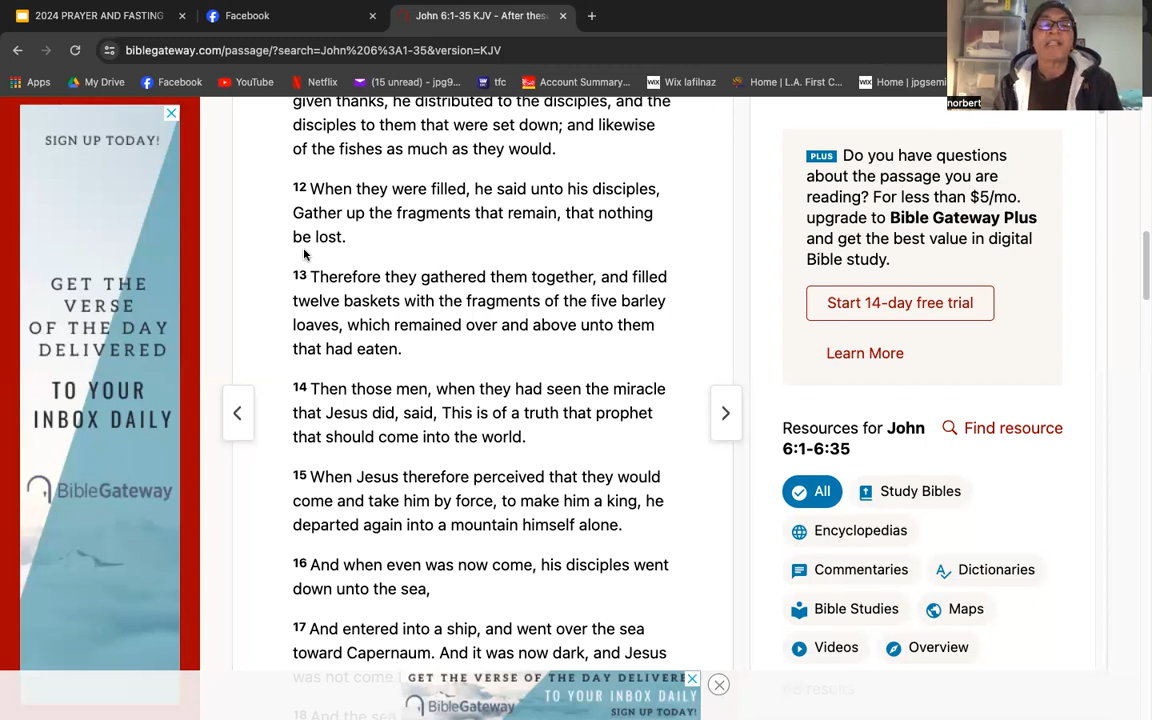 2024 PRAYER AND FASTING
Facebook
John 6:1-35 KJV - After thes
biblegateway.com/passage/?search=John%206%3A1-35&version=KJV
Apps
My Drive
Facebook
YouTube
Netflix
(15 unread) - jpg9...
tfc
Account Summary...
WIX Wix lafilnaz
Home | L.A. First C...
WIX Home | jpgsemi
norbert
SIGN UP TODAY!
GET THE
VERSE
OF THE DAY
DELIVERED
TO YOUR
INBOX DAILY
BibleGateway
given thanks, he distributed to the disciples, and the
disciples to them that were set down; and likewise
of the fishes as much as they would.
12 When they were filled, he said unto his disciples,
Gather up the fragments that remain, that nothing
be lost.
13 Therefore they gathered them together, and filled
twelve baskets with the fragments of the five barley
loaves, which remained over and above unto them
that had eaten.
14 Then those men, when they had seen the miracle
that Jesus did, said, This is of a truth that prophet
that should come into the world.
15 When Jesus therefore perceived that they would
come and take him by force, to make him a king, he
departed again into a mountain himself alone.
16 And when even was now come, his disciples went
down unto the sea,
17 And entered into a ship, and went over the sea
toward Capernaum. And it was now dark, and Jesus
was not come
18 And the sea
GET THE VERSE OF THE DAY DELIVERE
TO YOUR INBOX DAILY
BibleGateway
SIGN UP TODAY!
PLUS Do you have questions
about the passage you are
reading? For less than $5/mo.
upgrade to Bible Gateway Plus
and get the best value in digital
Bible study.
Start 14-day free trial
Learn More
Resources for John
6:1-6:35
Find resource
All
Study Bibles
Encyclopedias
Commentaries
Dictionaries
Bible Studies
Maps
Videos
Overview
results